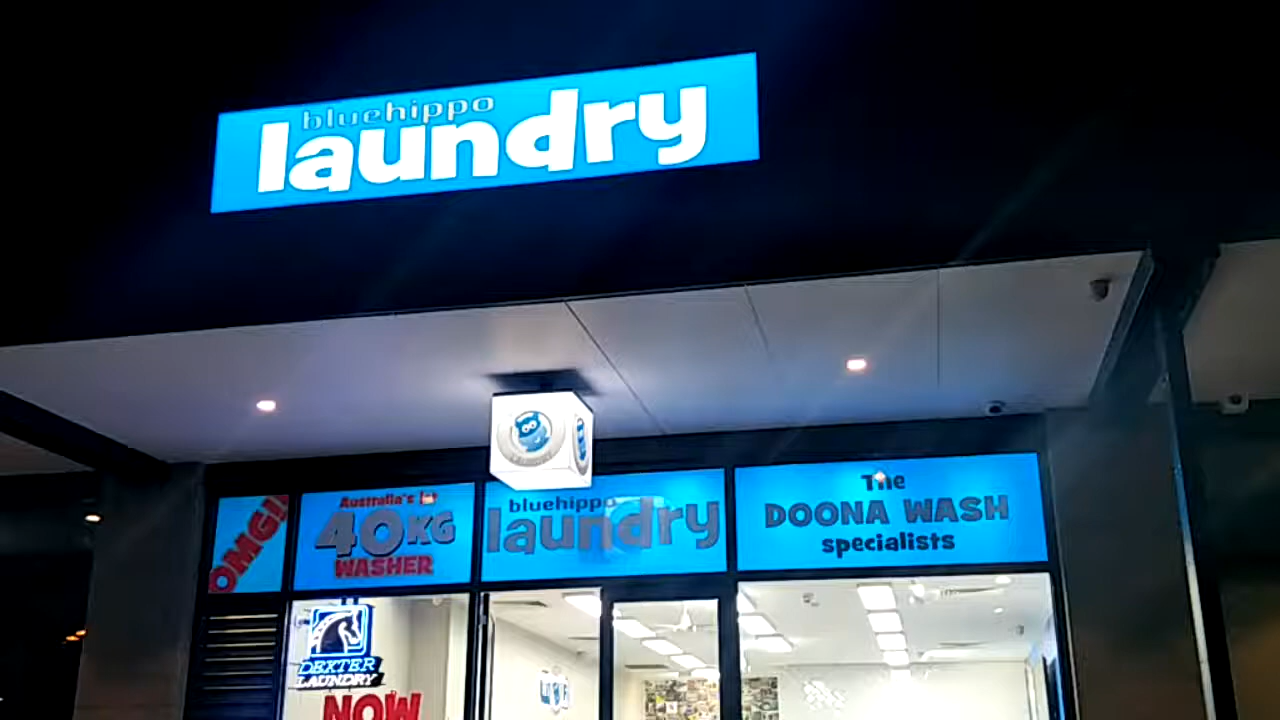 bluehippo
laundry
OMG!!
Australia's 1st
40KG
WASHER
bluehippo
laundry
The
DOONA WASH
specialists
DEXTER
LAUNDRY
NOW